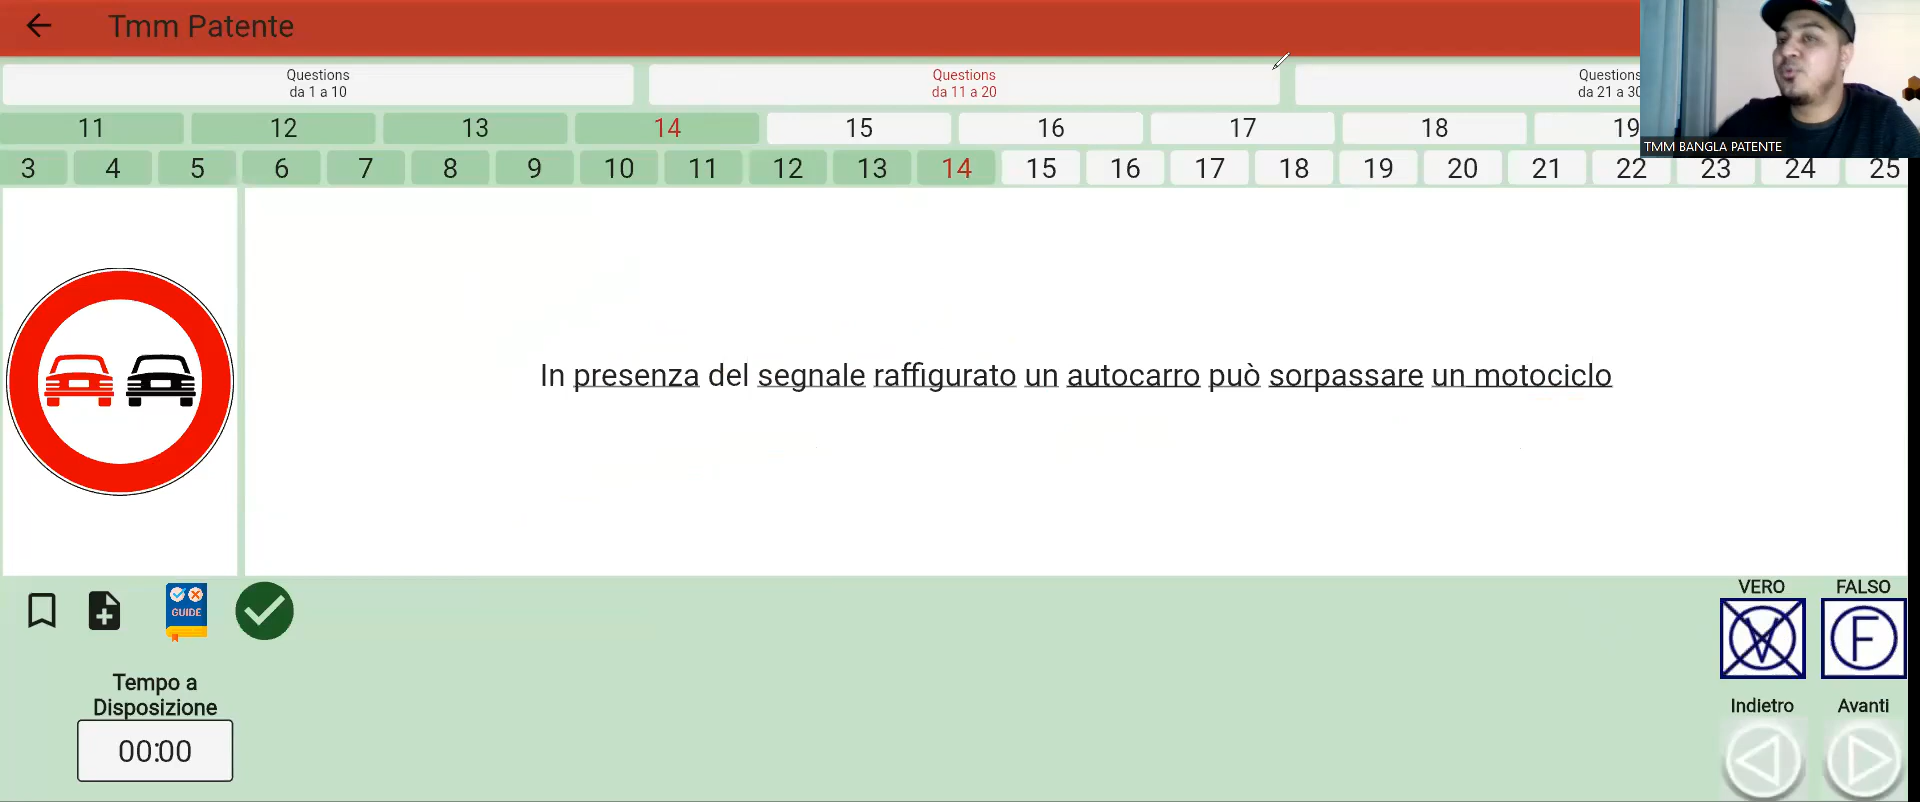 Tmm Patente
Questions
da 1 a 10
Questions
da 11 a 20
Questions
da 21 a 30
11 12 13 14 15 16 17 18 19
3 4 5 6 7 8 9 10 11 12 13 14 15 16 17 18 19 20 21 22 23 24 25
TMM BANGLA PATENTE
In presenza del segnale raffigurato un autocarro può sorpassare un motociclo
GUIDE
VERO FALSO
V F
Tempo a
Disposizione
00:00
Indietro Avanti